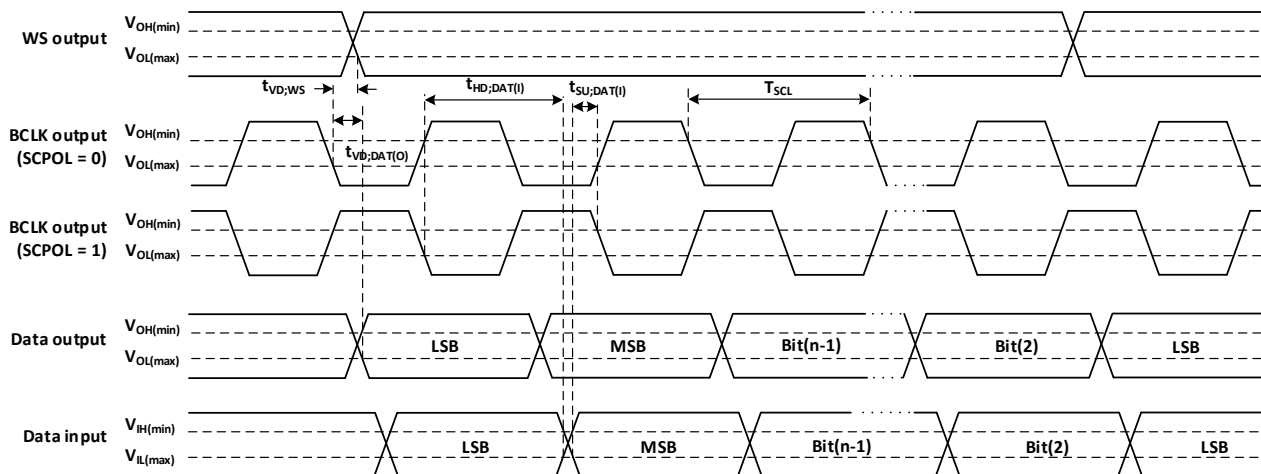 WS output
V_OH(min)
V_OL(max)
t_VD;WS
t_HD;DAT(I)
t_SU;DAT(I)
T_SCL
BCLK output
(SCPOL = 0)
V_OH(min)
V_OL(max)
t_VD;DAT(O)
BCLK output
(SCPOL = 1)
V_OH(min)
V_OL(max)
Data output
V_OH(min)
V_OL(max)
LSB
MSB
Bit(n-1)
Bit(2)
LSB
Data input
V_IH(min)
V_IL(max)
LSB
MSB
Bit(n-1)
Bit(2)
LSB